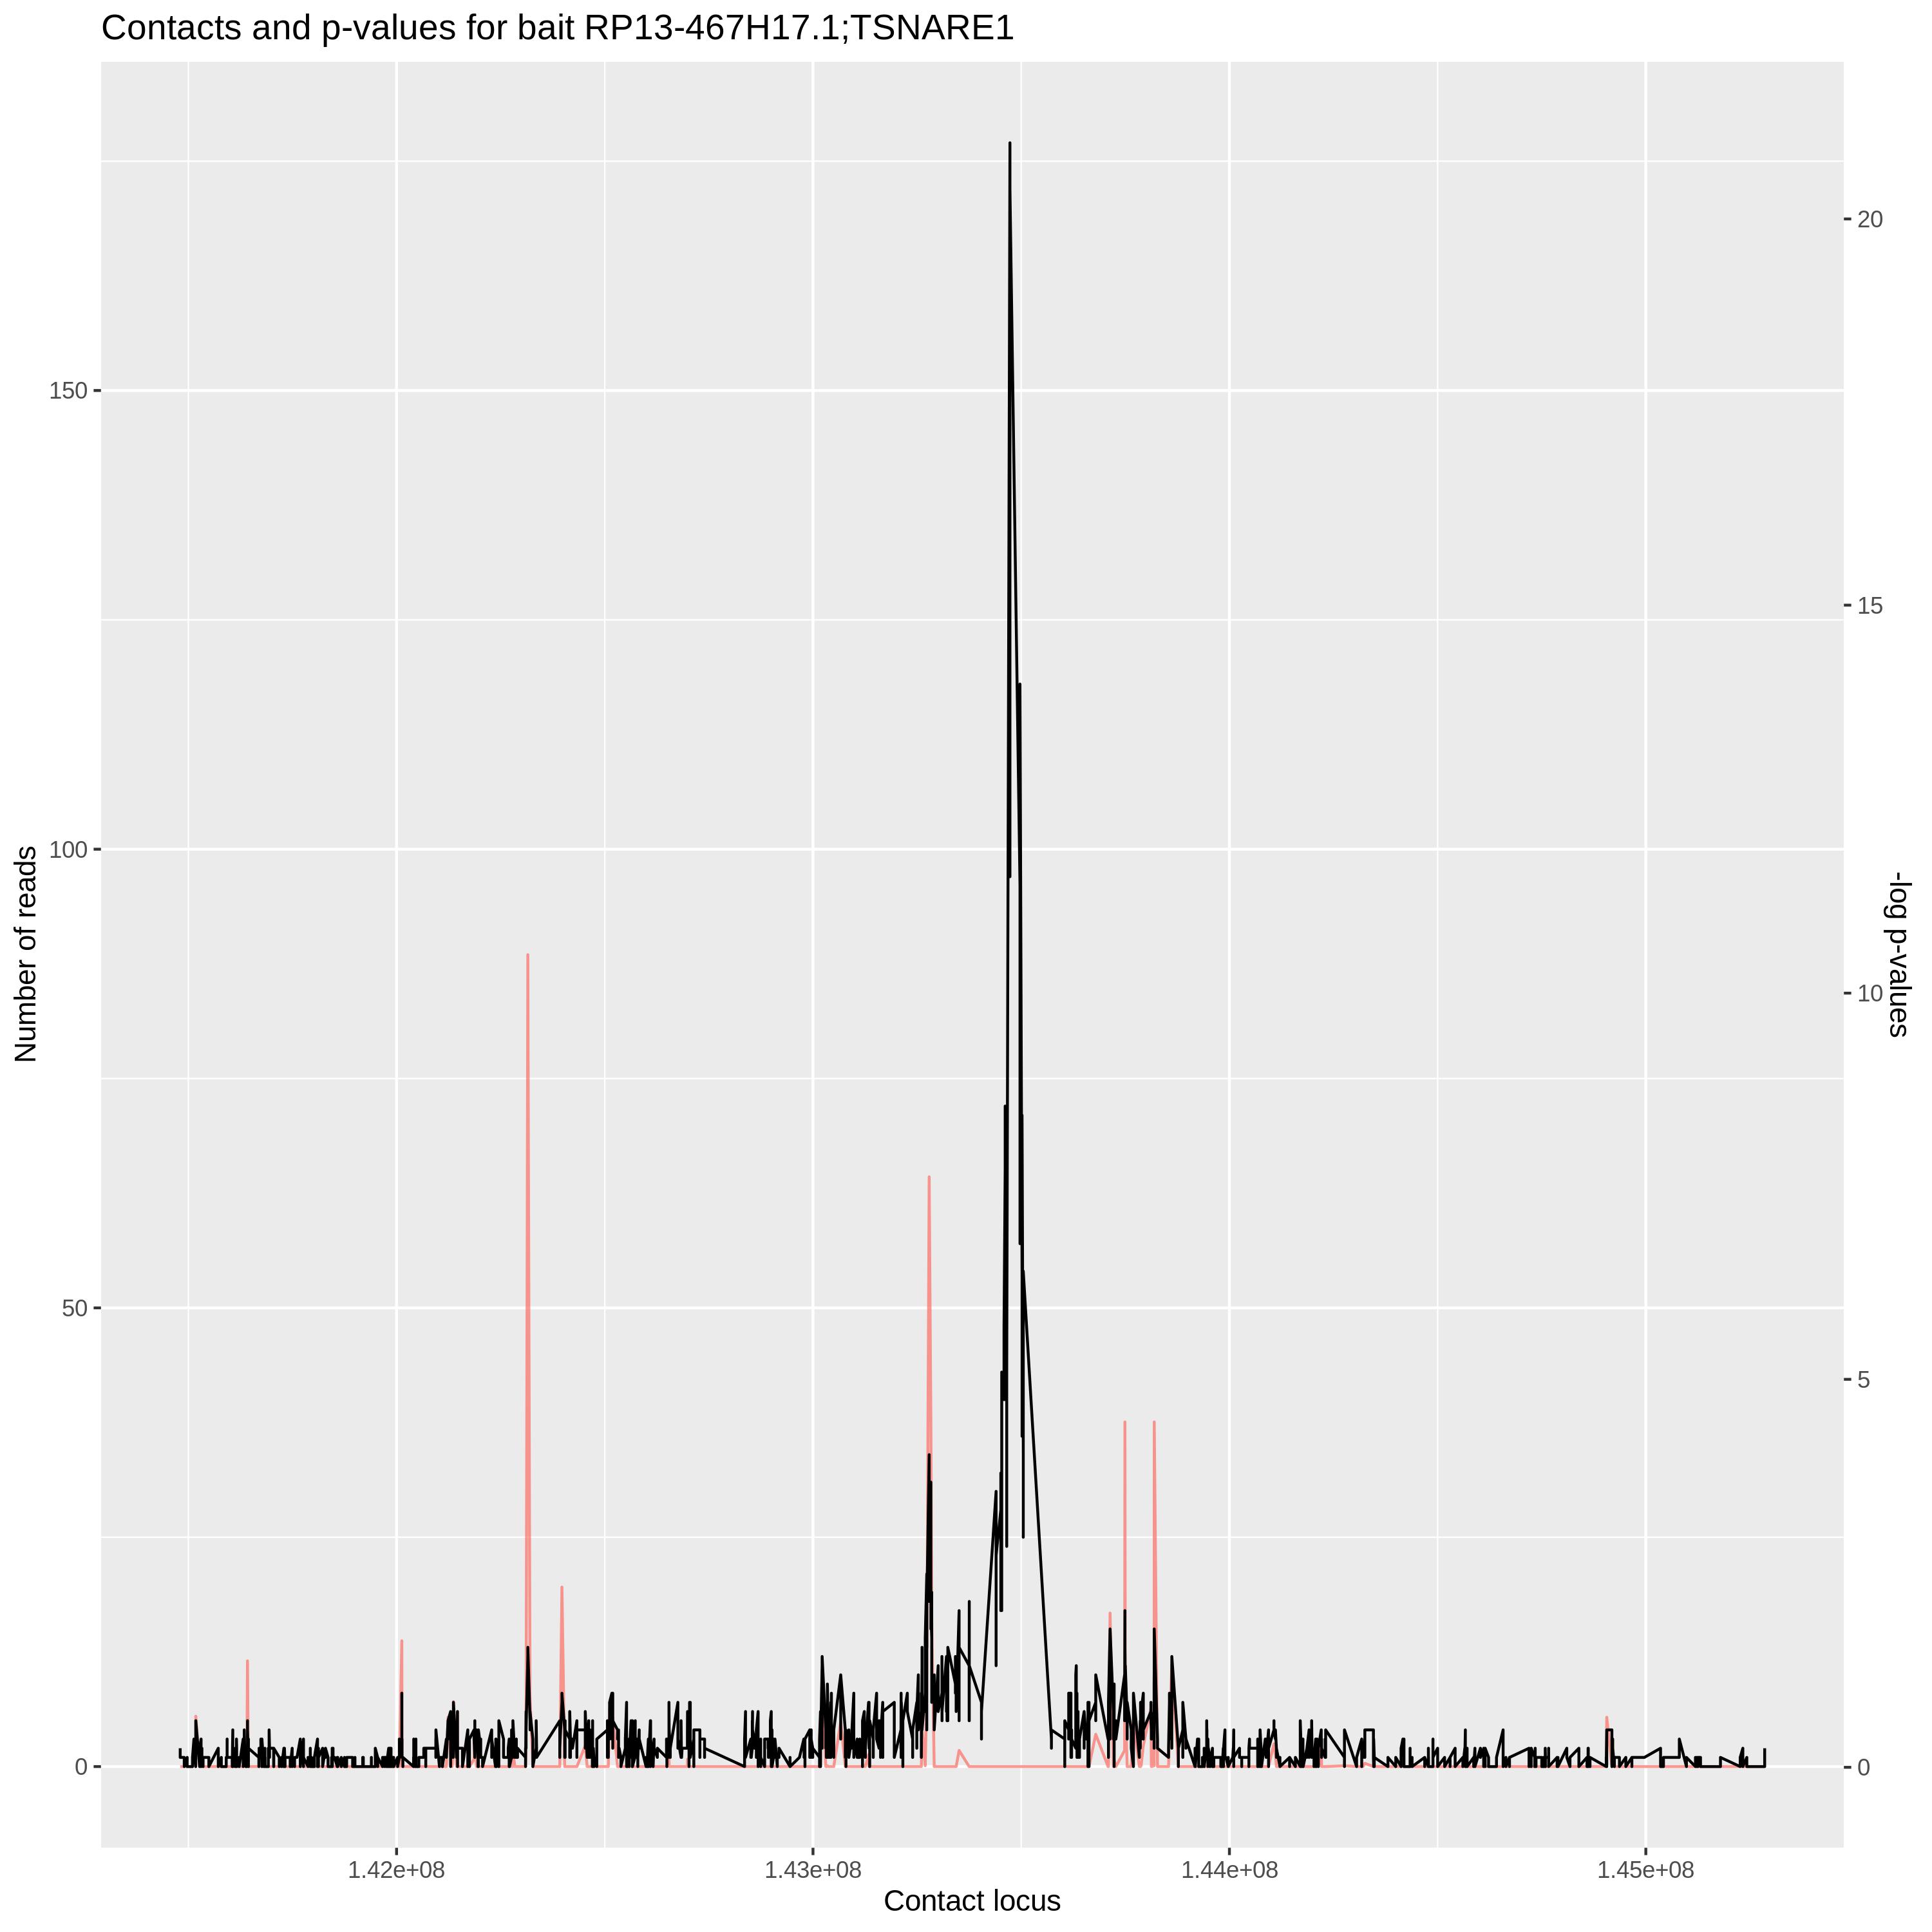 Contacts and p-values for bait RP13-467H17.1;TSNARE1
Number of reads
150
100
50
0
20
15
10
5
0
-log p-values
1.42e+08
1.43e+08
1.44e+08
1.45e+08
Contact locus